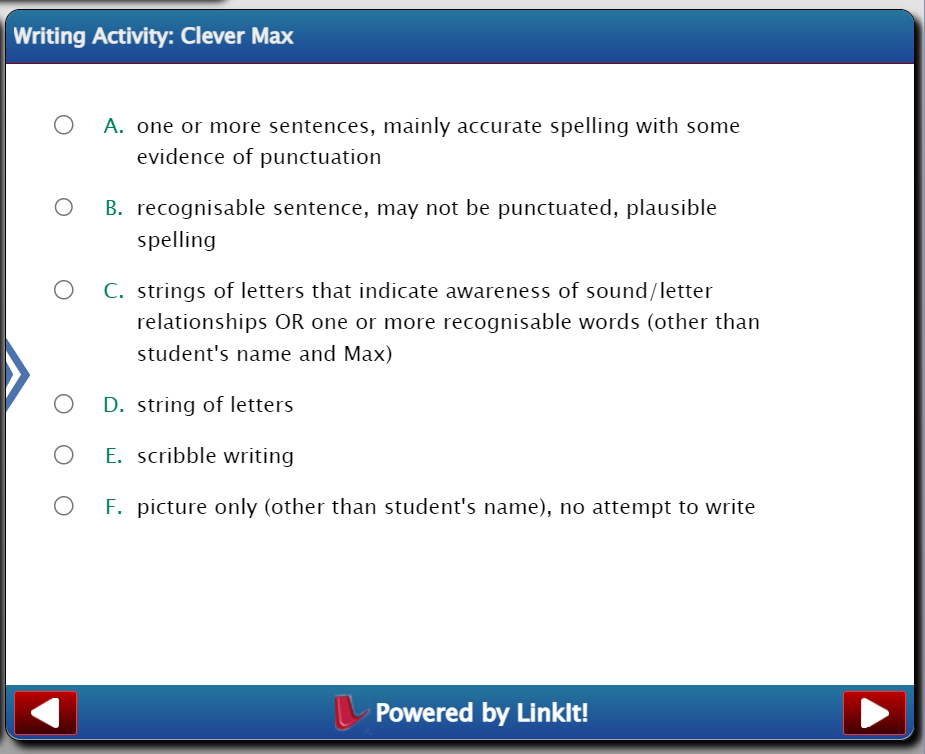 Writing Activity: Clever Max
A. one or more sentences, mainly accurate spelling with some
evidence of punctuation
B. recognisable sentence, may not be punctuated, plausible
spelling
C. strings of letters that indicate awareness of sound/letter
relationships OR one or more recognisable words (other than
student's name and Max)
D. string of letters
E. scribble writing
F. picture only (other than student's name), no attempt to write
Powered by LinkIt!